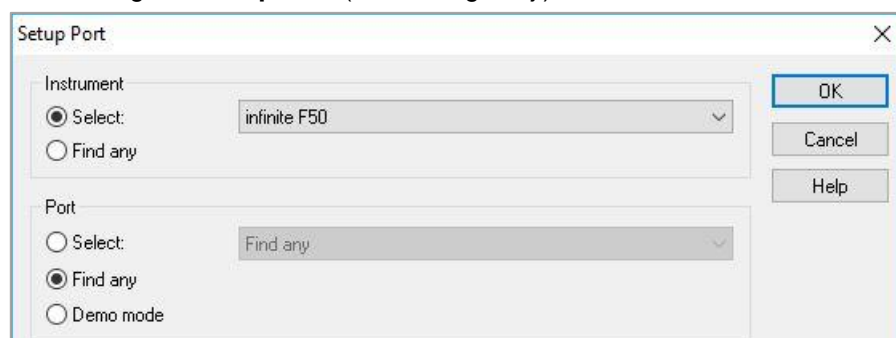 Setup Port
Instrument
Select:
infinite F50
Find any
OK
Cancel
Help
Port
Select:
Find any
Find any
Demo mode